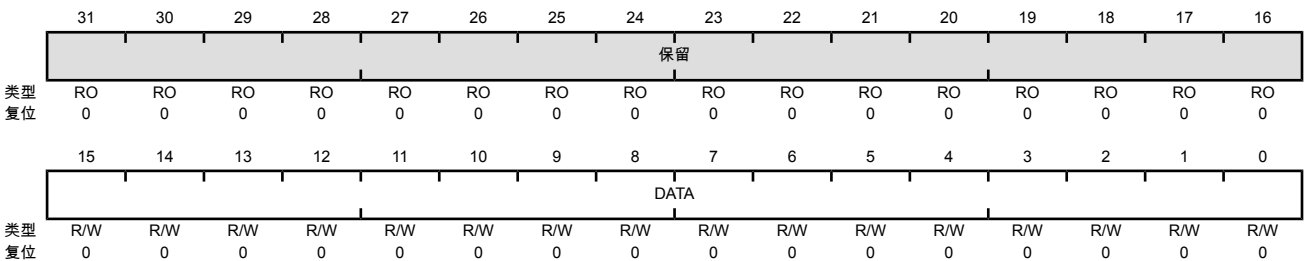 31 30 29 28 27 26 25 24 23 22 21 20 19 18 17 16
保留
类型 RO RO RO RO RO RO RO RO RO RO RO RO RO RO RO RO
复位 0 0 0 0 0 0 0 0 0 0 0 0 0 0 0 0
15 14 13 12 11 10 9 8 7 6 5 4 3 2 1 0
DATA
类型 R/W R/W R/W R/W R/W R/W R/W R/W R/W R/W R/W R/W R/W R/W R/W R/W
复位 0 0 0 0 0 0 0 0 0 0 0 0 0 0 0 0